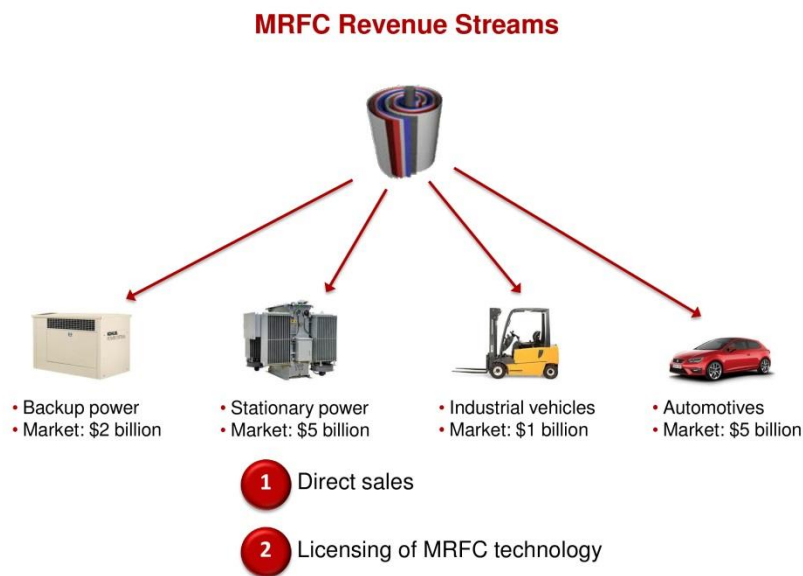 MRFC Revenue Streams
• Backup power
• Market: $2 billion
• Stationary power
• Market: $5 billion
• Industrial vehicles
• Market: $1 billion
• Automotives
• Market: $5 billion
1 Direct sales
2 Licensing of MRFC technology